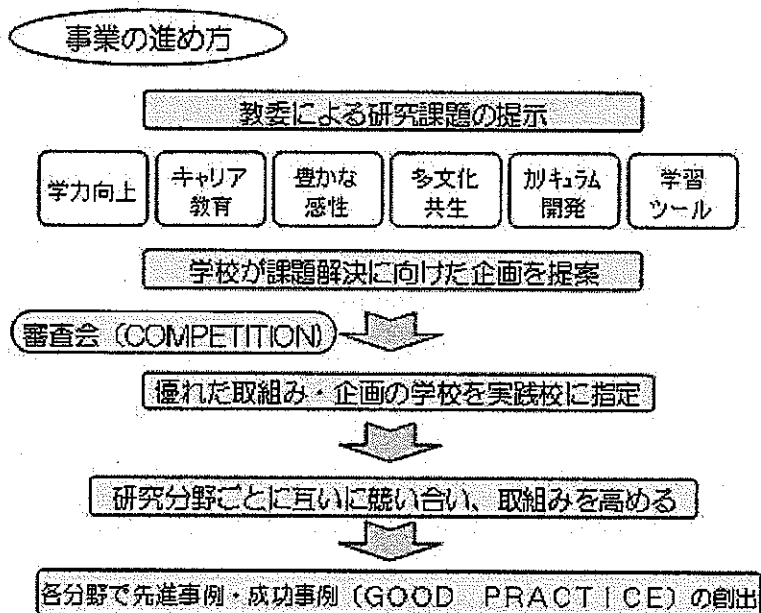 事業の進め方
教委による研究課題の提示
学力向上
キャリア
教育
豊かな
感性
多文化
共生
カリキュラム
開発
学習
ツール
学校が課題解決に向けた企画を提案
審査会（COMPETITION）
優れた取組み・企画の学校を実践校に指定
研究分野ごとに互いに競い合い、取組みを高める
各分野で先進事例・成功事例（GOOD PRACTICE）の創出